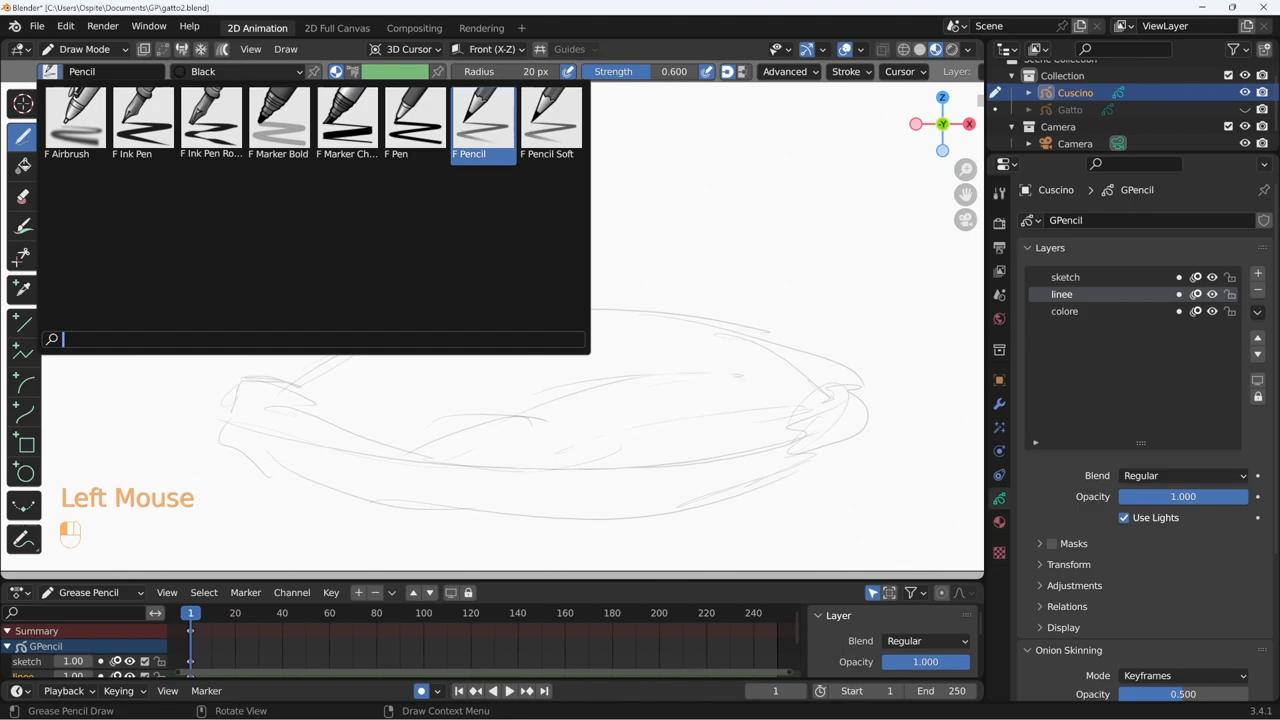 Blender* [C:\Users\Ospite\Documents\GP\gatto2.blend]
File Edit Render Window Help 2D Animation 2D Full Canvas Compositing Rendering Scene ViewLayer
Draw Mode View Draw 3D Cursor Front (X-Z) Guides
Pencil Black Radius 20 px Strength 0.600 Advanced Stroke Cursor Layer:
F Airbrush F Ink Pen F Ink Pen Ro... F Marker Bold F Marker Ch... F Pen F Pencil F Pencil Soft
Z
-Y X
Left Mouse
Scene Collection
Collection
Cuscino
Gatto
Camera
Camera
Cuscino GPencil
GPencil
Layers
sketch
linee
colore
Blend Regular
Opacity 1.000
Use Lights
Masks
Transform
Adjustments
Relations
Display
Onion Skinning
Mode Keyframes
Opacity 0.500
Grease Pencil View Select Marker Channel Key
1 20 40 60 80 100 120 140 160 180 200 220 240
Summary
GPencil
sketch 1.00
linee 1.00
Layer
Blend Regular
Opacity 1.000
Playback Keying View Marker 1 Start 1 End 250
Grease Pencil Draw Rotate View Draw Context Menu 3.4.1